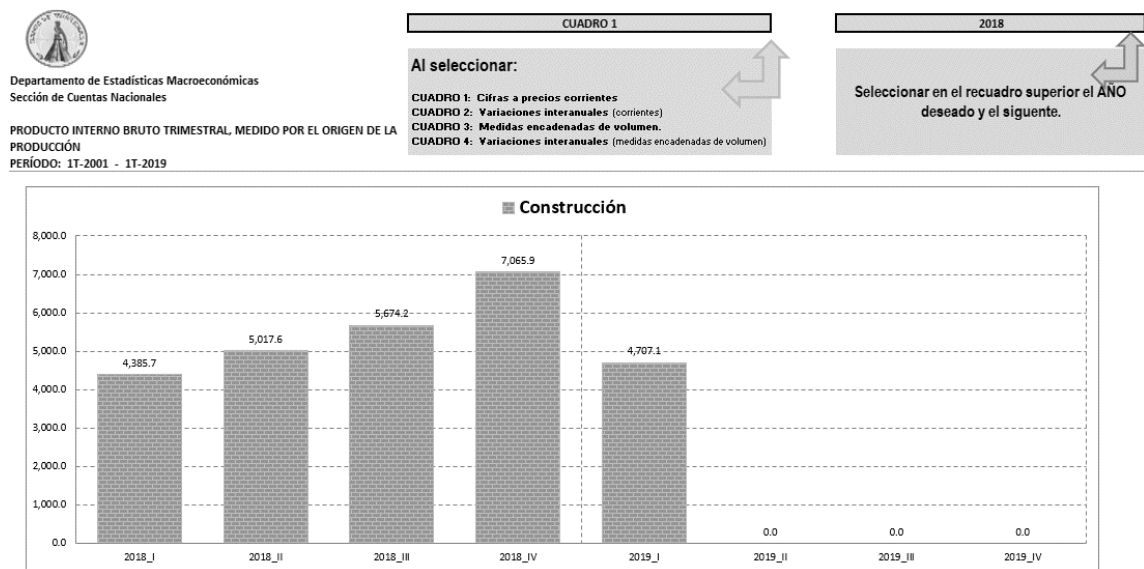 CUADRO 1
2018
Departamento de Estadísticas Macroeconómicas
Sección de Cuentas Nacionales
PRODUCTO INTERNO BRUTO TRIMESTRAL, MEDIDO POR EL ORIGEN DE LA
PRODUCCIÓN
PERÍODO: 1T-2001 - 1T-2019
Al seleccionar:
CUADRO 1: Cifras a precios corrientes
CUADRO 2: Variaciones interanuales (corrientes)
CUADRO 3: Medidas encadenadas de volumen.
CUADRO 4: Variaciones interanuales (medidas encadenadas de volumen)
Seleccionar en el recuadro superior el AÑO
deseado y el siguente.
Construcción
8,000.0
7,000.0
6,000.0
5,000.0
4,000.0
3,000.0
2,000.0
1,000.0
0.0
4,385.7
5,017.6
5,674.2
7,065.9
4,707.1
0.0
0.0
0.0
2018_I
2018_II
2018_III
2018_IV
2019_I
2019_II
2019_III
2019_IV